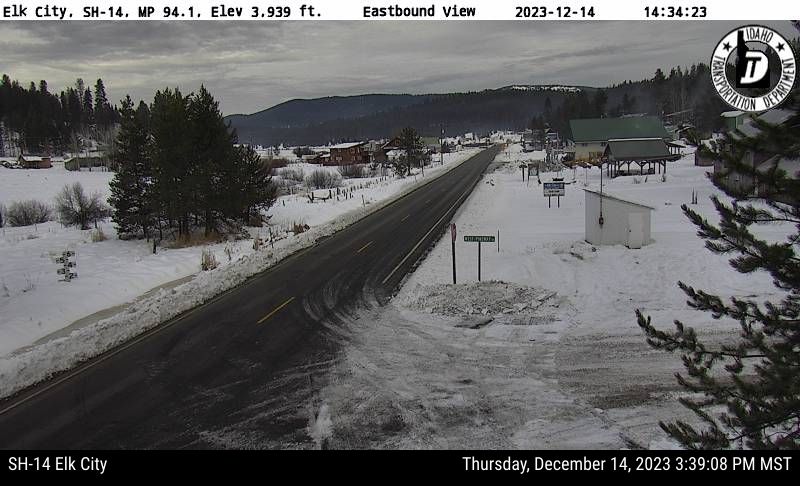 Elk City, SH-14, MP 94.1, Elev 3,939 ft. Eastbound View 2023-12-14 14:34:23
IDAHO
TRANSPORTATION DEPARTMENT
SH-14 Elk City Thursday, December 14, 2023 3:39:08 PM MST